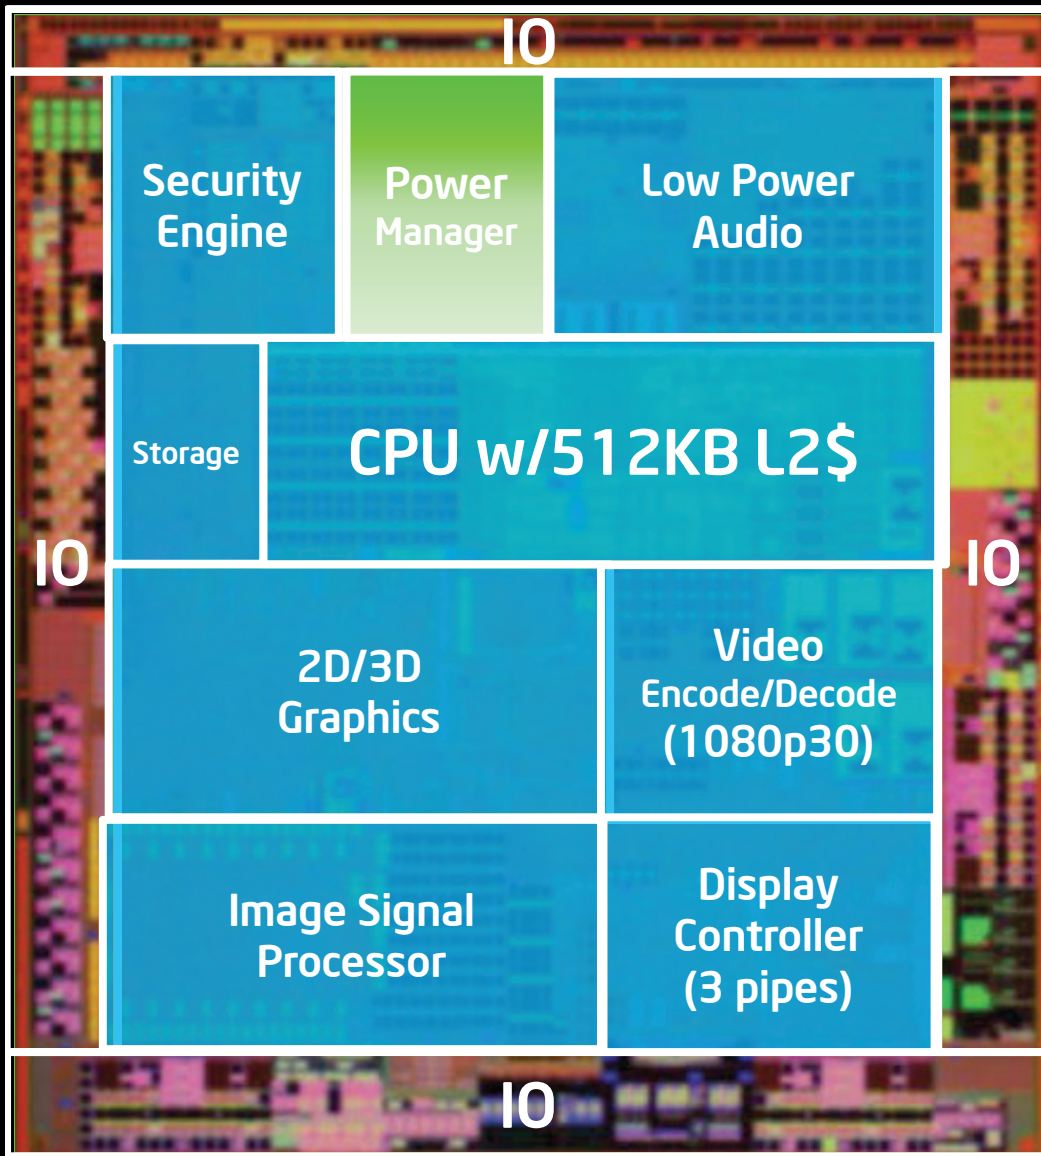 IO
Security
Engine
Power
Manager
Low Power
Audio
Storage
CPU w/512KB L2$
IO
IO
2D/3D
Graphics
Video
Encode/Decode
(1080p30)
Image Signal
Processor
Display
Controller
(3 pipes)
IO